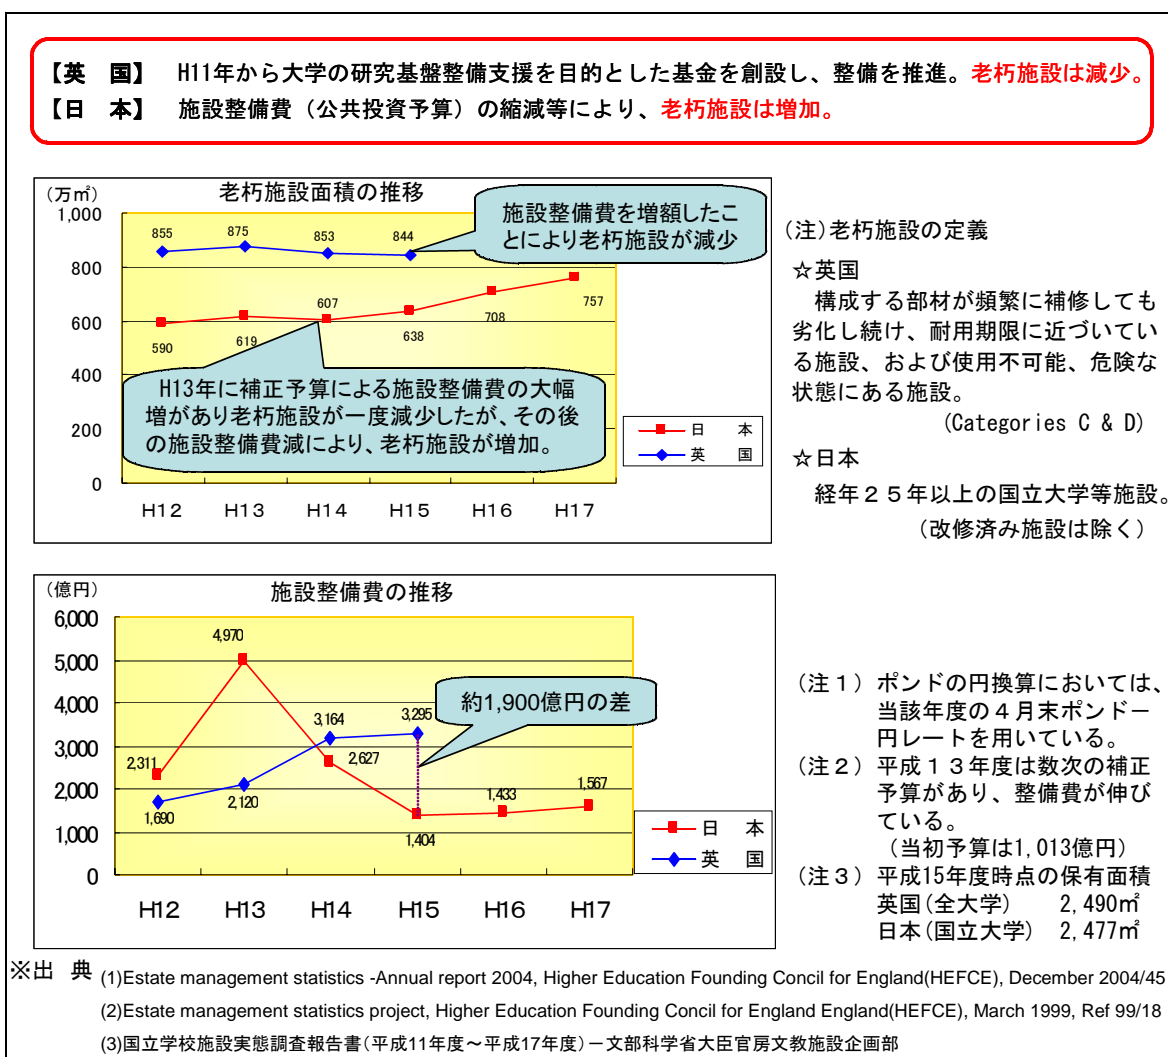 【英　国】　H11年から大学の研究基盤整備支援を目的とした基金を創設し、整備を推進。老朽施設は減少。
【日　本】　施設整備費（公共投資予算）の縮減等により、老朽施設は増加。
老朽施設面積の推移
（万㎡）
1,000
800
600
400
200
0
855
875
853
844
590
619
607
638
708
757
施設整備費を増額したこ
とにより老朽施設が減少
H13年に補正予算による施設整備費の大幅
増があり老朽施設が一度減少したが、その後
の施設整備費減により、老朽施設が増加。
日　本
英　国
H12 H13 H14 H15 H16 H17
（注）老朽施設の定義
☆英国
構成する部材が頻繁に補修しても
劣化し続け、耐用期限に近づいてい
る施設、および使用不可能、危険な
状態にある施設。
(Categories C & D)
☆日本
経年２５年以上の国立大学等施設。
（改修済み施設は除く）
施設整備費の推移
（億円）
6,000
5,000
4,000
3,000
2,000
1,000
0
2,311
4,970
2,627
1,404
1,433
1,567
1,690
2,120
3,164
3,295
約1,900億円の差
日　本
英　国
H12 H13 H14 H15 H16 H17
（注１）ポンドの円換算においては、
当該年度の４月末ポンドー
円レートを用いている。
（注２）平成１３年度は数次の補正
予算があり、整備費が伸び
ている。
（当初予算は1,013億円）
（注３）平成15年度時点の保有面積
英国(全大学)　2,490㎡
日本(国立大学)　2,477㎡
※出　典 (1)Estate management statistics -Annual report 2004, Higher Education Founding Concil for England(HEFCE), December 2004/45
(2)Estate management statistics project, Higher Education Founding Concil for England England(HEFCE), March 1999, Ref 99/18
(3)国立学校施設実態調査報告書（平成11年度～平成17年度）－文部科学省大臣官房文教施設企画部